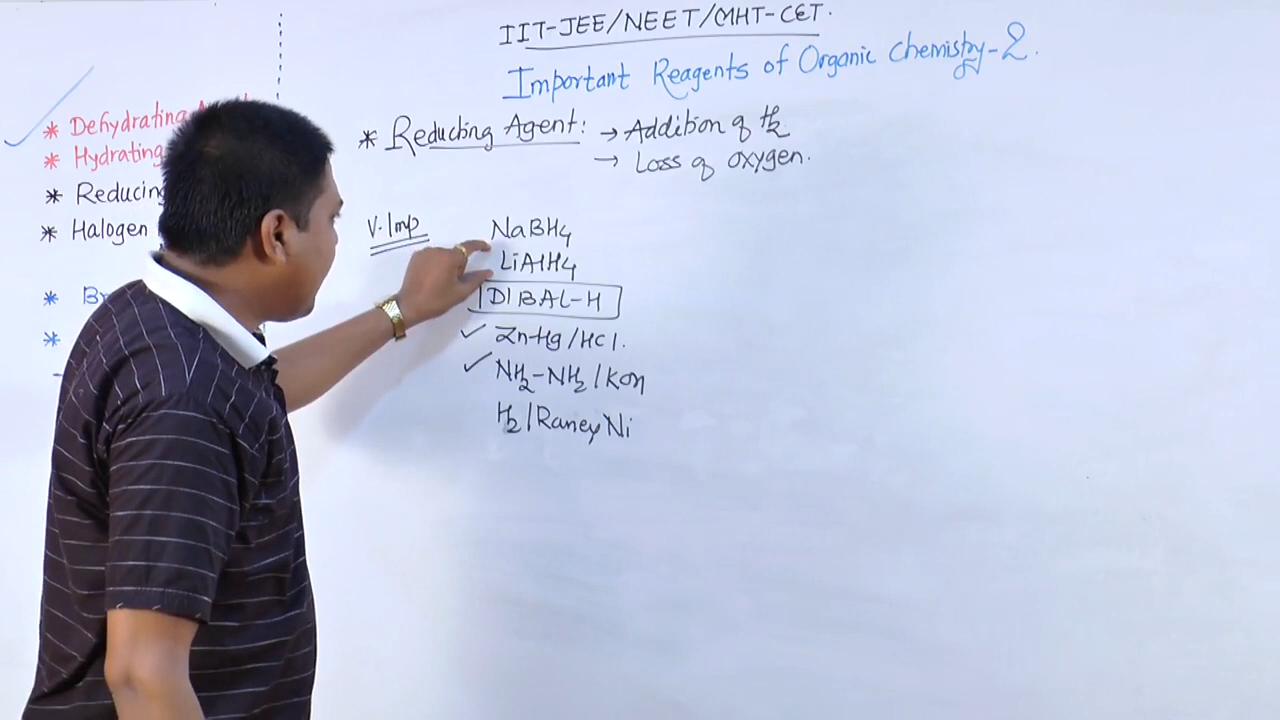 IIT-JEE/NEET/MHT-CET.
Important Reagents of Organic Chemistry-2.
* Dehydrating
* Hydrating
* Reducing
* Halogen
*
*
* Reducting Agent: → Addition of H2
→ Loss of oxygen.
V. Imp
NaBH4
LiAlH4
DIBAL-H
✓ Zn-Hg/HCl.
✓ NH2-NH2/KOH
H2/Raney Ni